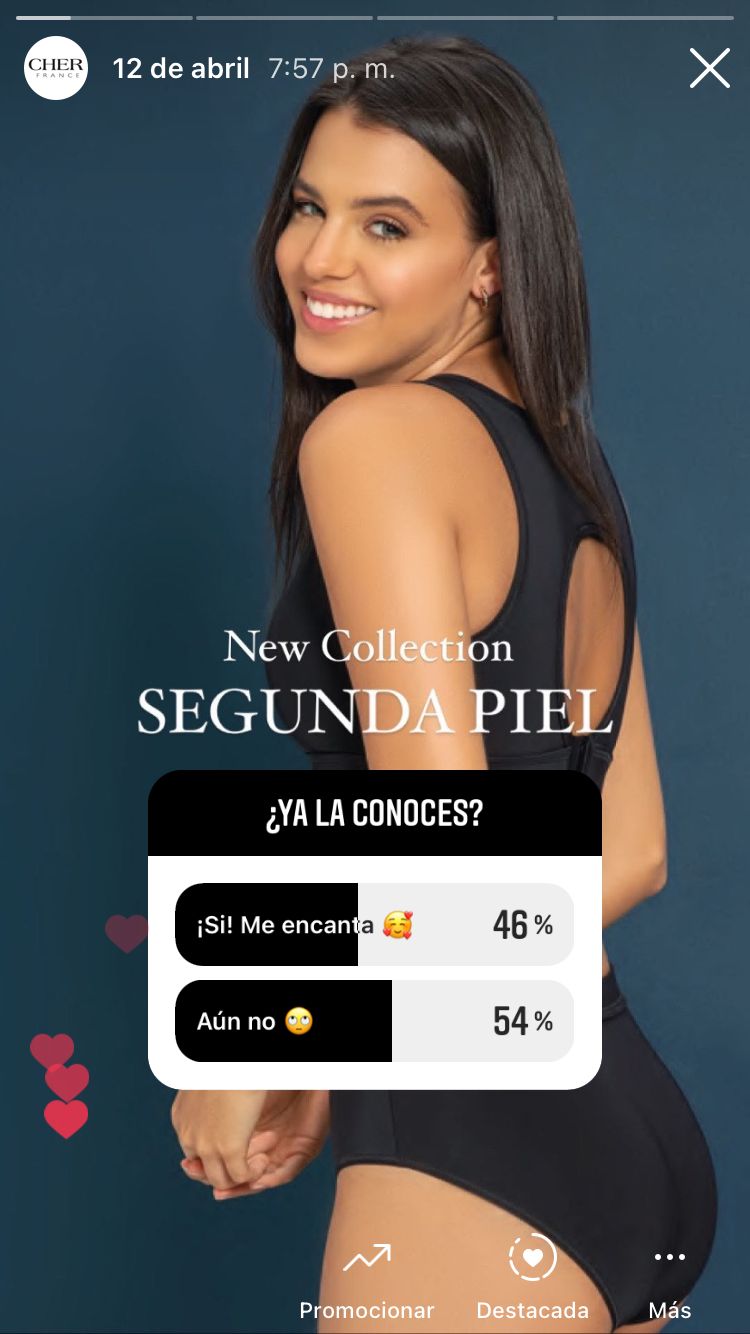 CHER
FRANCE
12 de abril 7:57 p. m.
New Collection
SEGUNDA PIEL
¿YA LA CONOCES?
¡Si! Me encanta 🥰 46%
Aún no 🙄 54%
Promocionar Destacada Más